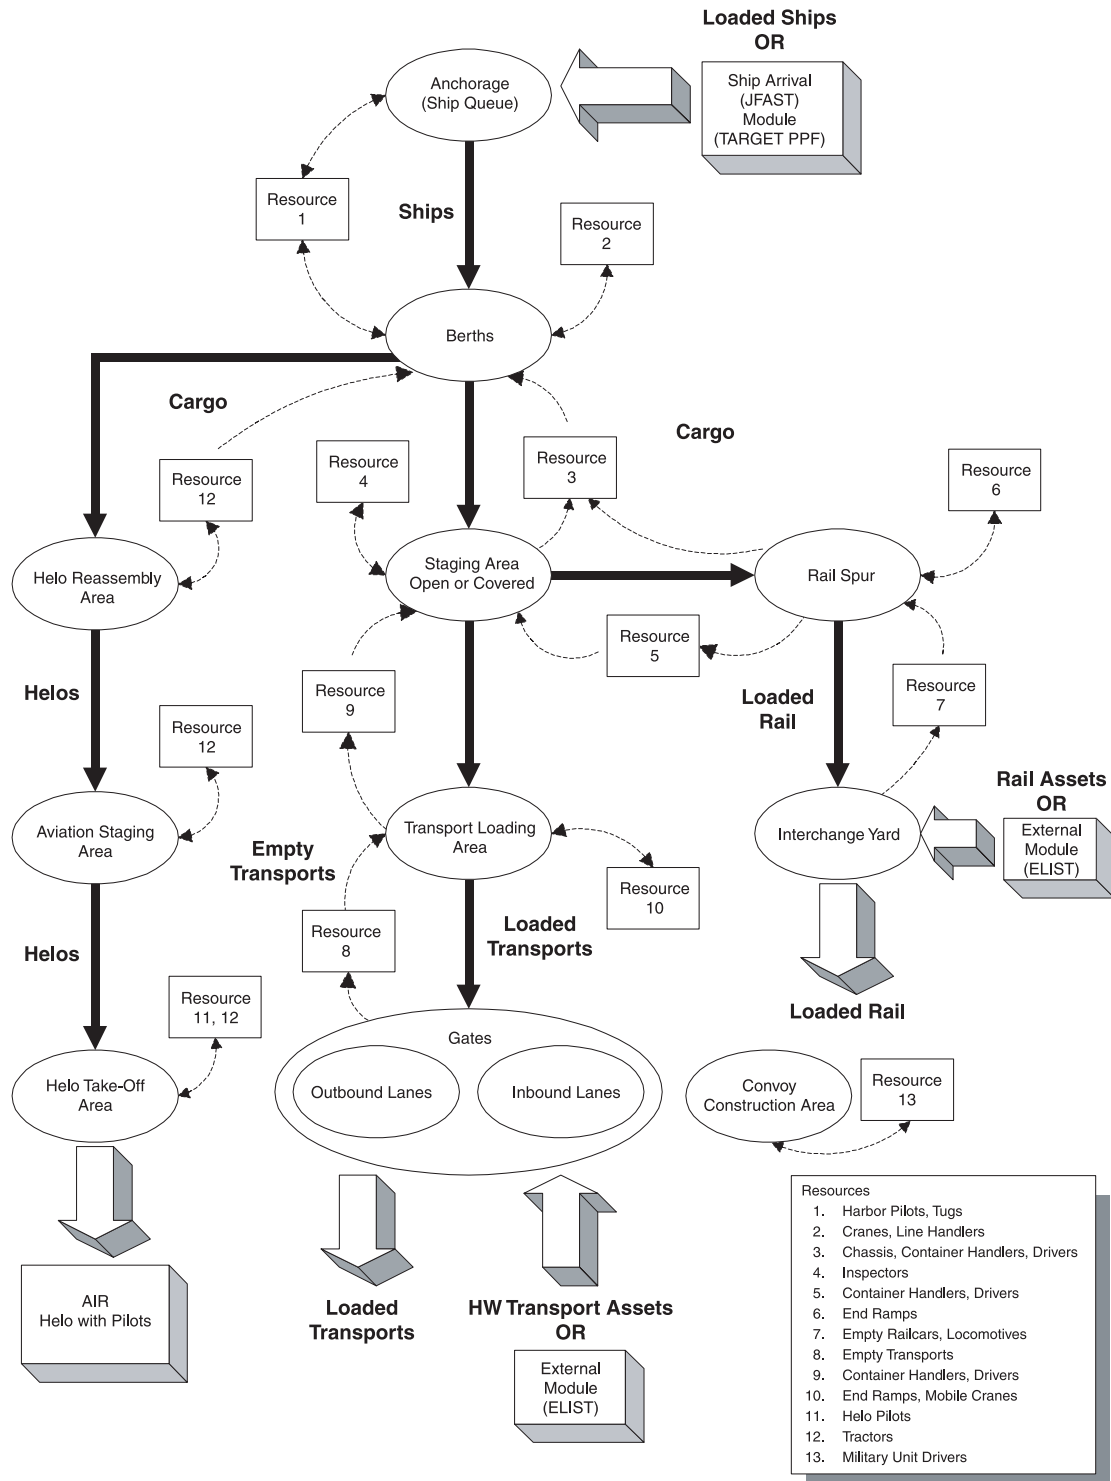 Loaded Ships
OR
Ship Arrival
(JFAST)
Module
(TARGET PPF)
Anchorage
(Ship Queue)
Resource
1
Ships
Resource
2
Berths
Cargo
Resource
12
Resource
4
Resource
3
Cargo
Resource
6
Helo Reassembly
Area
Staging Area
Open or Covered
Rail Spur
Resource
5
Helos
Resource
9
Loaded
Rail
Resource
7
Resource
12
Aviation Staging
Area
Empty
Transports
Transport Loading
Area
Interchange Yard
Rail Assets
OR
External
Module
(ELIST)
Resource
10
Resource
8
Loaded
Transports
Helos
Loaded Rail
Resource
11, 12
Helo Take-Off
Area
Gates
Outbound Lanes
Inbound Lanes
Convoy
Construction Area
Resource
13
AIR
Helo with Pilots
Loaded
Transports
HW Transport Assets
OR
External
Module
(ELIST)
Resources
1. Harbor Pilots, Tugs
2. Cranes, Line Handlers
3. Chassis, Container Handlers, Drivers
4. Inspectors
5. Container Handlers, Drivers
6. End Ramps
7. Empty Railcars, Locomotives
8. Empty Transports
9. Container Handlers, Drivers
10. End Ramps, Mobile Cranes
11. Helo Pilots
12. Tractors
13. Military Unit Drivers